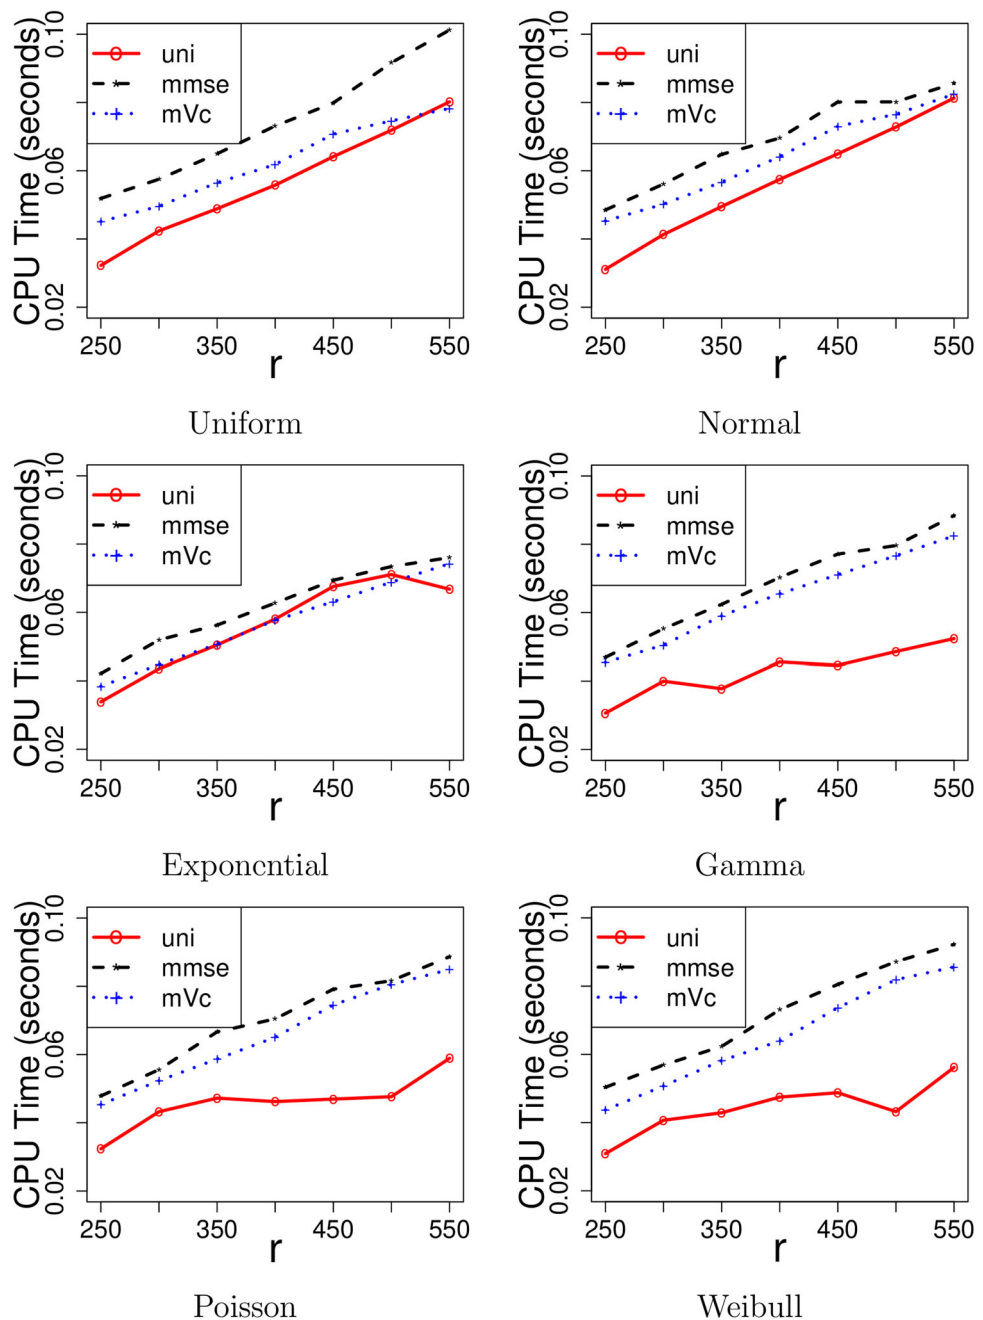 CPU Time (seconds)
0.02 0.06 0.10
uni
mmse
mVc
250 350 450 550
r
Uniform
CPU Time (seconds)
0.02 0.06 0.10
uni
mmse
mVc
250 350 450 550
r
Normal
CPU Time (seconds)
0.02 0.06 0.10
uni
mmse
mVc
250 350 450 550
r
Exponential
CPU Time (seconds)
0.02 0.06 0.10
uni
mmse
mVc
250 350 450 550
r
Gamma
CPU Time (seconds)
0.02 0.06 0.10
uni
mmse
mVc
250 350 450 550
r
Poisson
CPU Time (seconds)
0.02 0.06 0.10
uni
mmse
mVc
250 350 450 550
r
Weibull